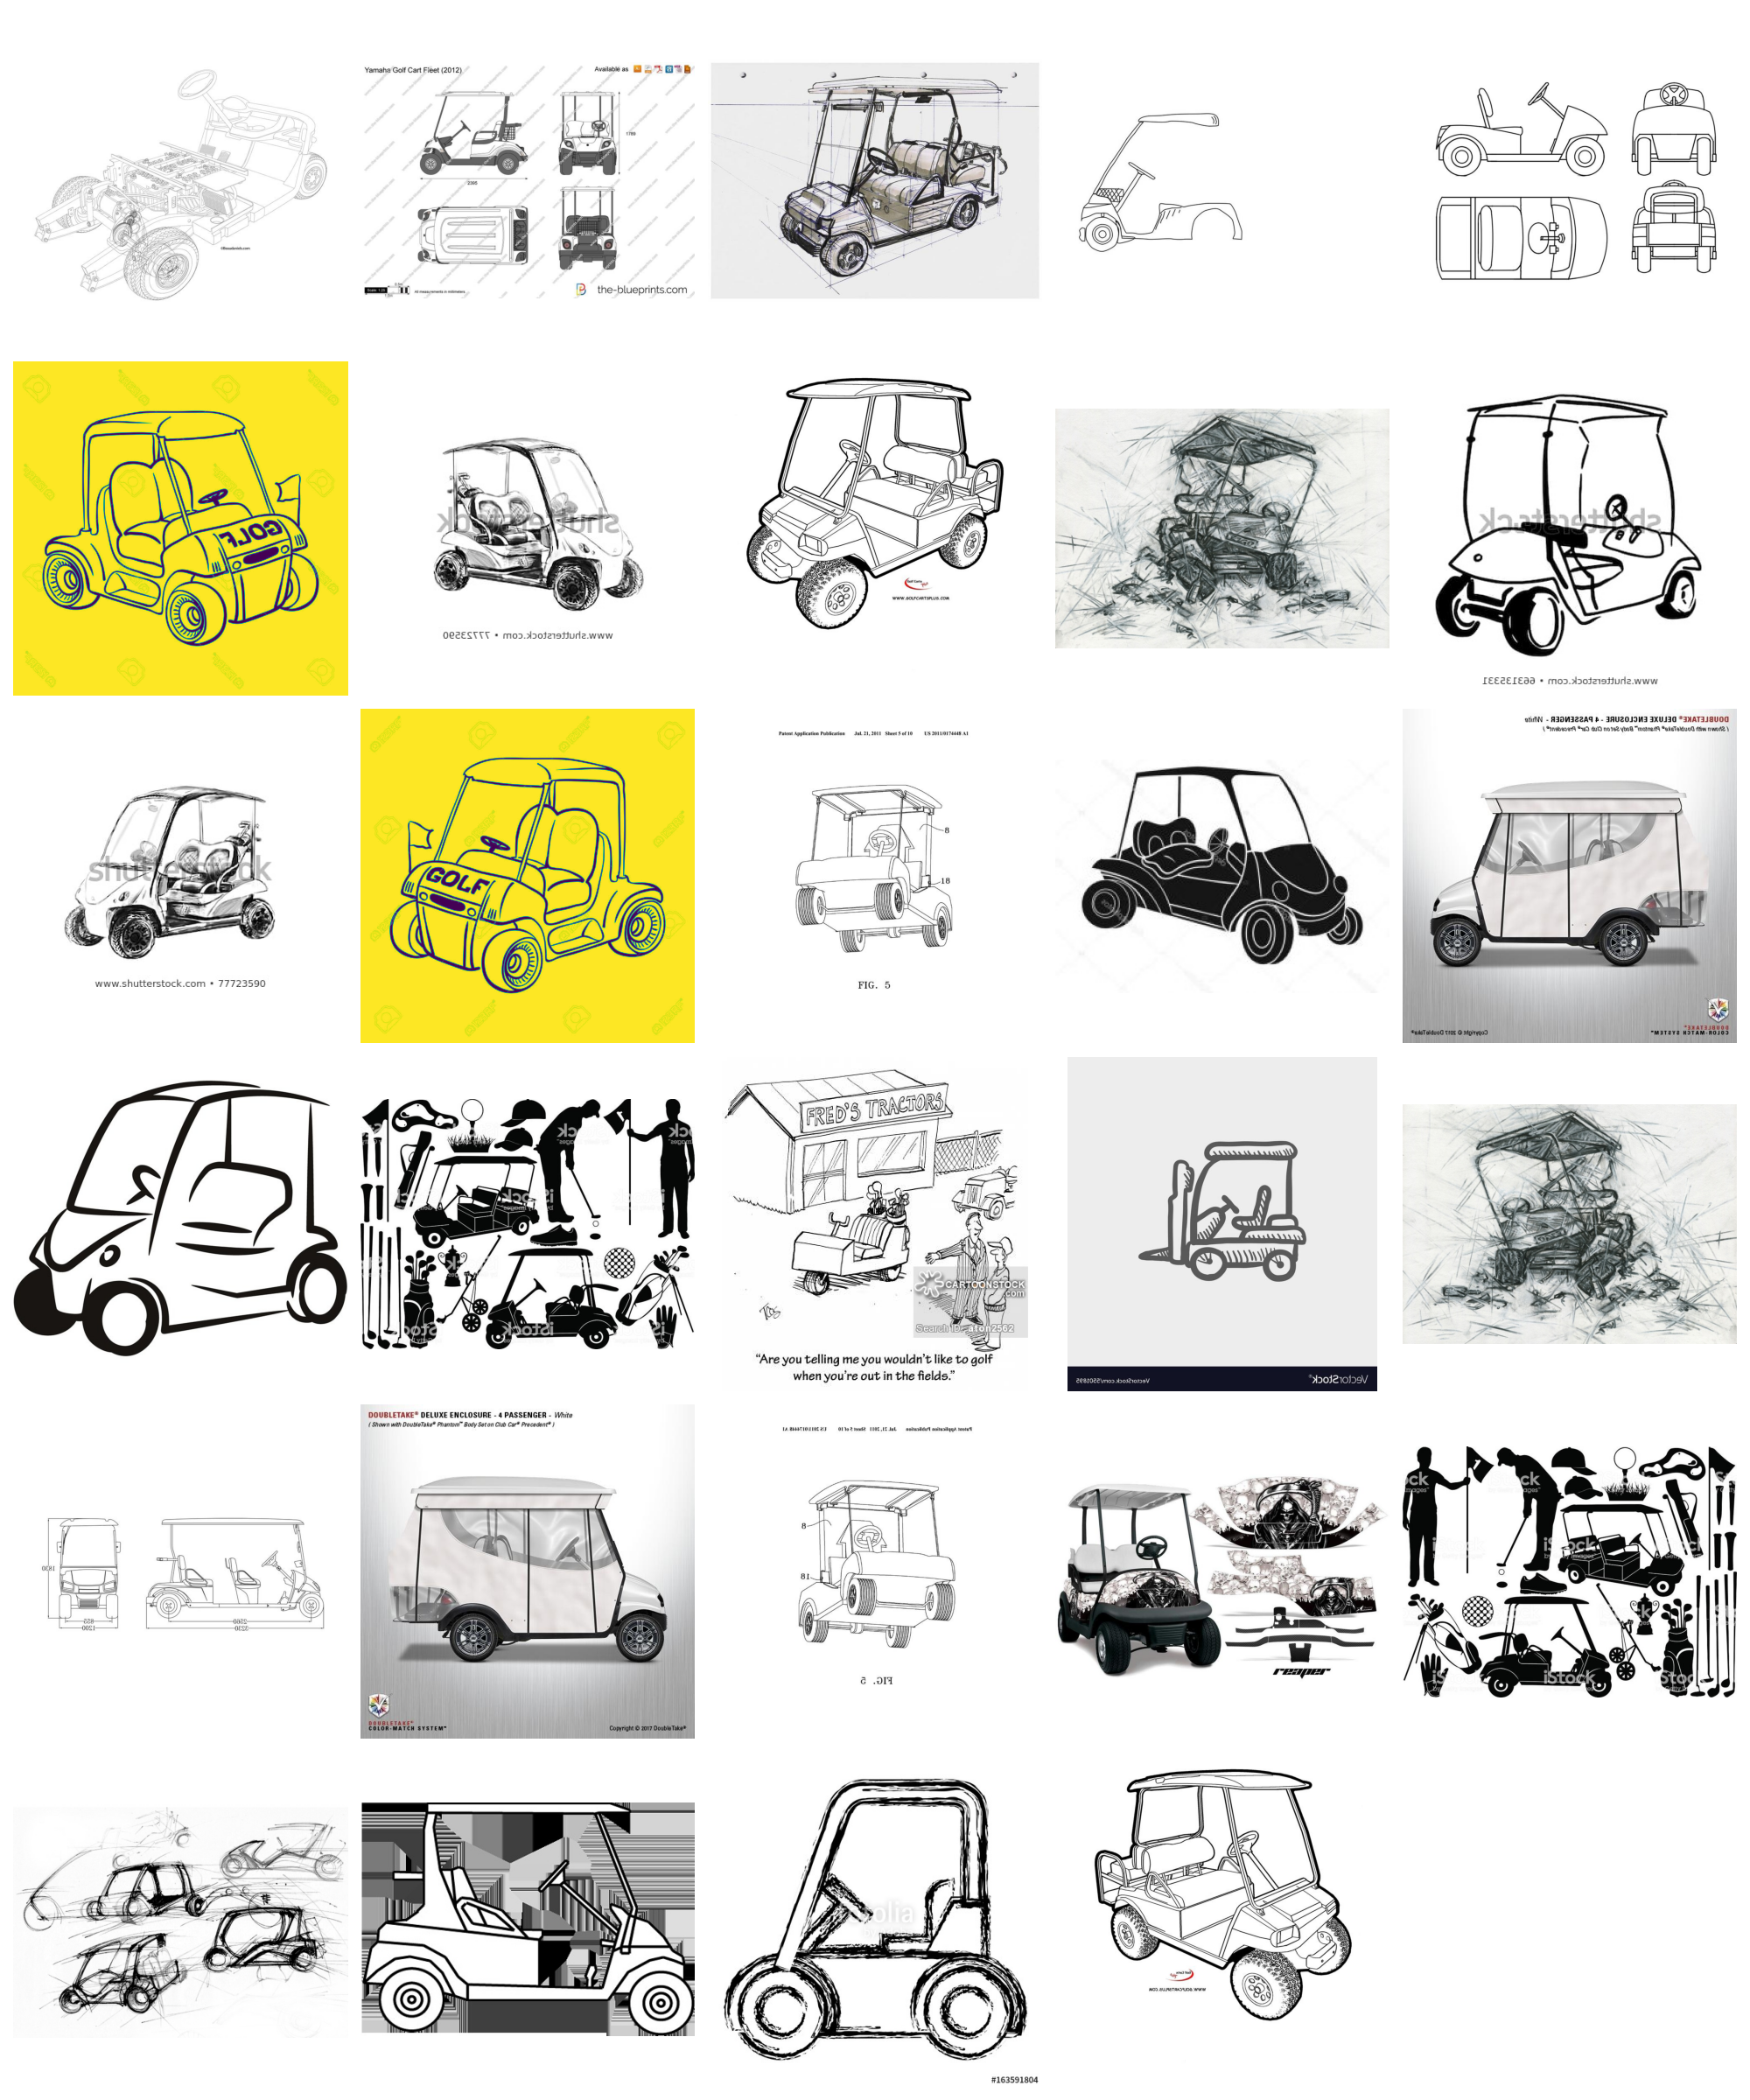 Yamaha Golf Cart Fleet (2012)
Available as
1786
the-blueprints.com
GOLF
shutterstock
www.shutterstock.com • 77723590
WWW.GOLFCARTSPLUS.COM
shutterstock
www.shutterstock.com • 663135331
shutterstock
www.shutterstock.com • 77723590
GOLF
Patent Application Publication Jul. 21, 2011 Sheet 5 of 10 US 2011/0174448 A1
8
18
FIG. 5
DOUBLETAKE® DELUXE ENCLOSURE - 4 PASSENGER - White
( Shown with DoubleTake® Phantom™ Body Set on Club Car® Precedent® )
DOUBLETAKE®
COLOR-MATCH SYSTEM™
Copyright © 2017 DoubleTake®
iStock
FRED'S TRACTORS
CARTOONSTOCK
.com
Search ID: aton2562
"Are you telling me you wouldn't like to golf
when you're out in the fields."
VectorStock®
VectorStock.com/5501895
DOUBLETAKE® DELUXE ENCLOSURE - 4 PASSENGER - White
( Shown with DoubleTake® Phantom™ Body Set on Club Car® Precedent® )
DOUBLETAKE®
COLOR-MATCH SYSTEM™
Copyright © 2017 DoubleTake®
Patent Application Publication Jul. 21, 2011 Sheet 5 of 10 US 2011/0174448 A1
8
18
FIG. 5
reaper
iStock
WWW.GOLFCARTSPLUS.COM
#163591804